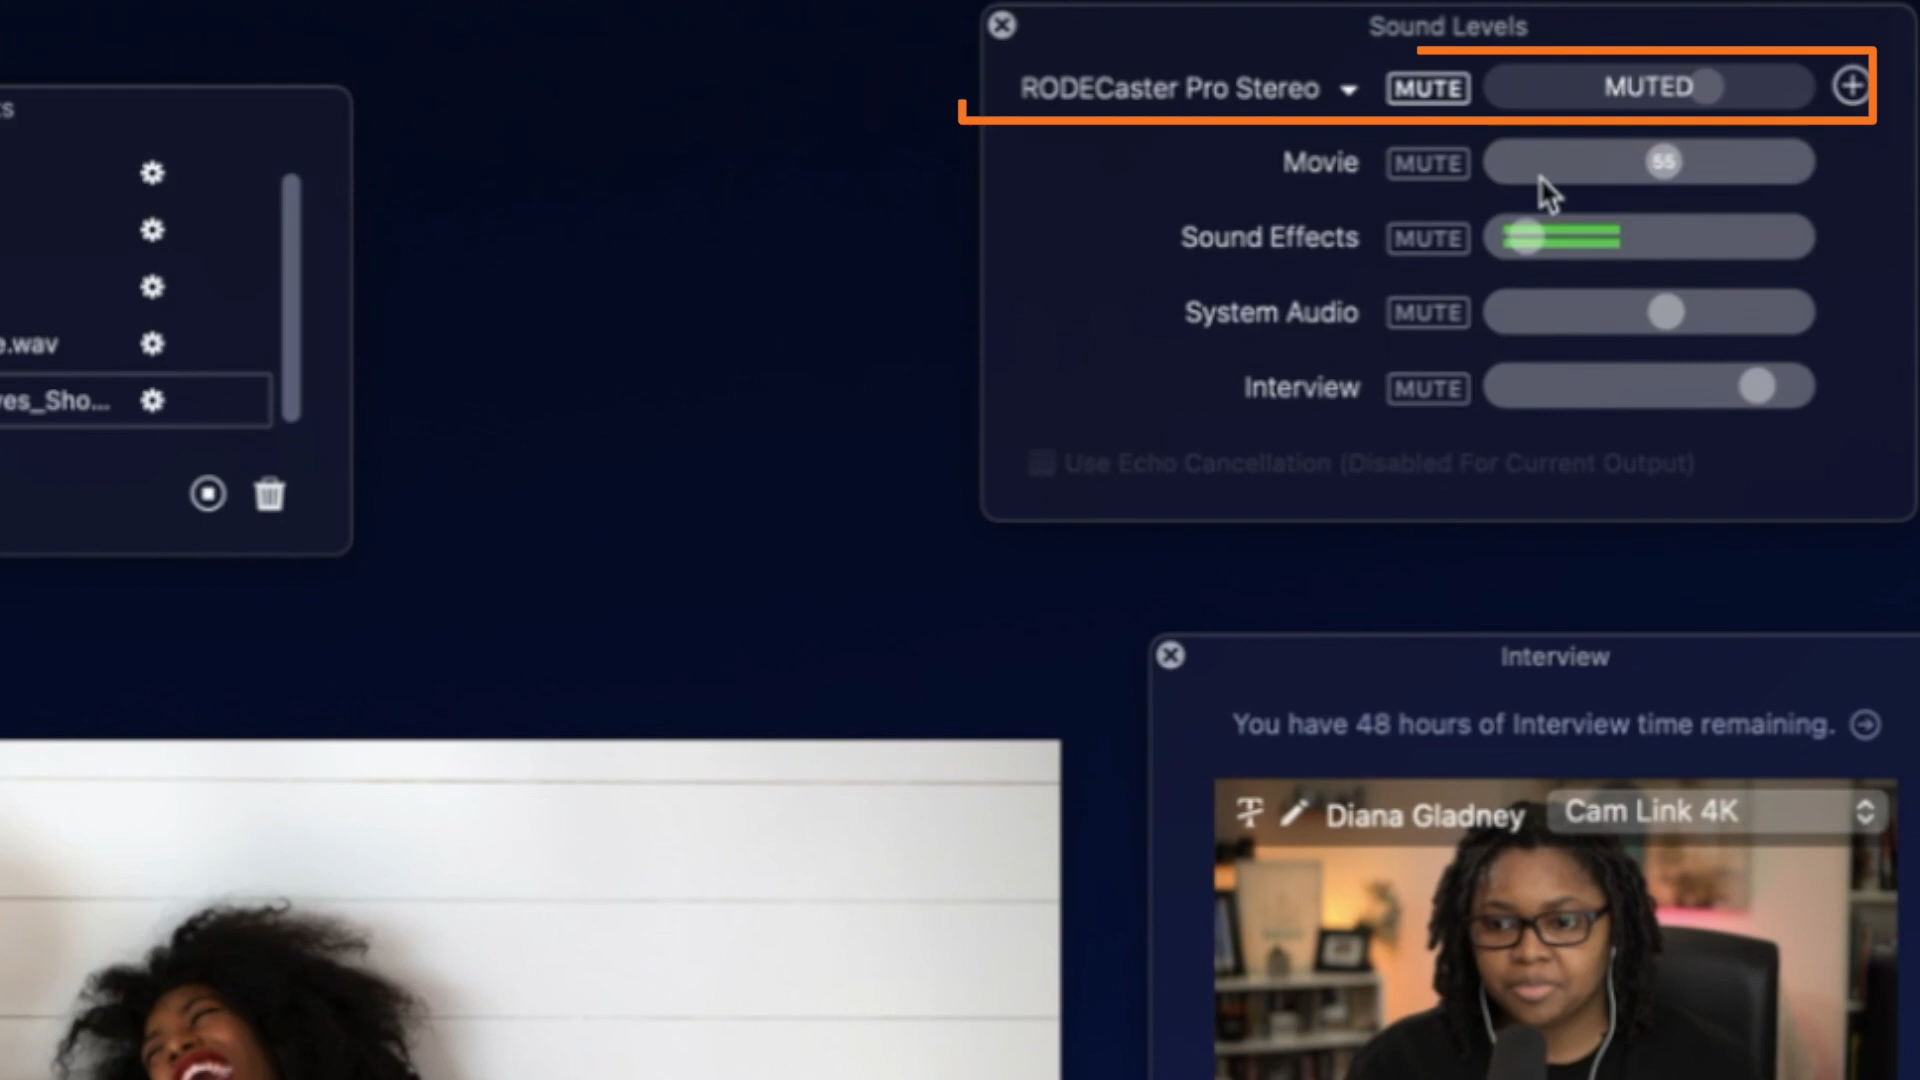 Sound Levels
RODECaster Pro Stereo MUTE MUTED
Movie MUTE 55
Sound Effects MUTE
System Audio MUTE
Interview MUTE
Use Echo Cancellation (Disabled For Current Output)
s
e.wav
ves_Sho...
Interview
You have 48 hours of Interview time remaining.
Diana Gladney Cam Link 4K